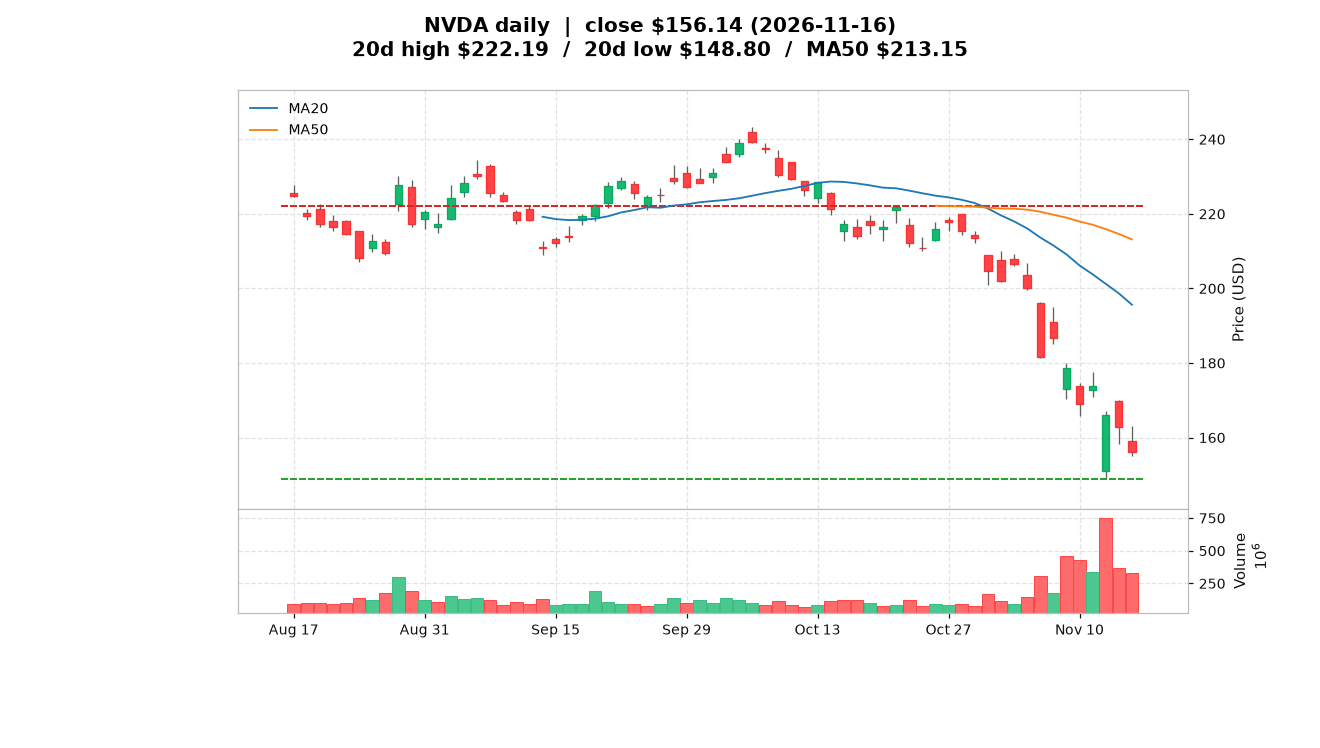 NVDA daily | close $156.14 (2026-11-16)
20d high $222.19 / 20d low $148.80 / MA50 $213.15
MA20
MA50
240
220
200
180
160
Price (USD)
750
500
250
Volume
10^6
Aug 17
Aug 31
Sep 15
Sep 29
Oct 13
Oct 27
Nov 10